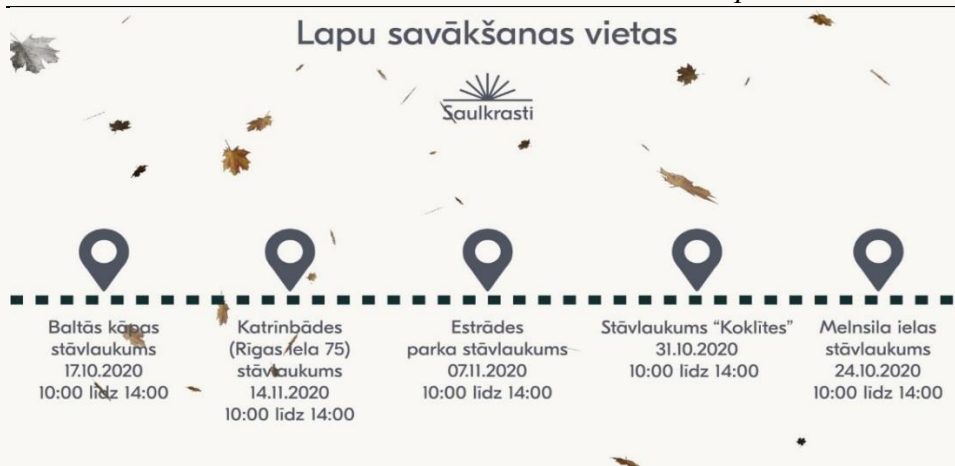 Lapu savākšanas vietas
Saulkrasti
Baltās kāpas
stāvlaukums
17.10.2020
10:00 līdz 14:00
Katrīnbādes
(Rīgas iela 75)
stāvlaukums
14.11.2020
10:00 līdz 14:00
Estrādes
parka stāvlaukums
07.11.2020
10:00 līdz 14:00
Stāvlaukums “Koklītes”
31.10.2020
10:00 līdz 14:00
Melnsila ielas
stāvlaukums
24.10.2020
10:00 līdz 14:00